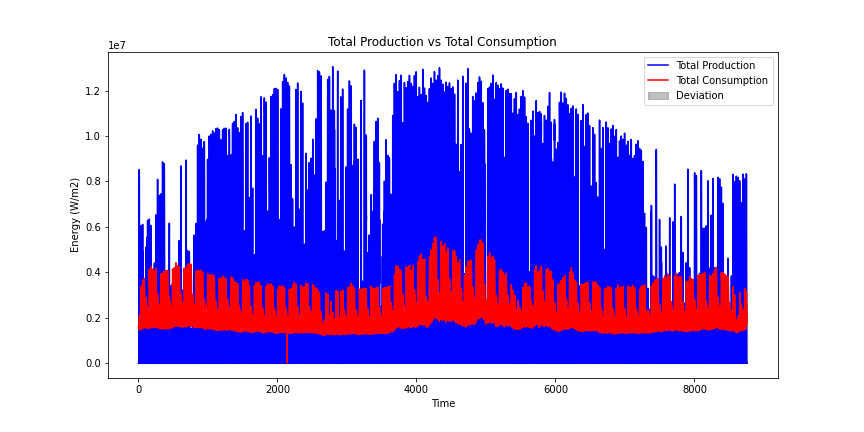 Total Production vs Total Consumption
1e7
Total Production
Total Consumption
Deviation
1.2
1.0
0.8
0.6
0.4
0.2
0.0
Energy (W/m2)
0 2000 4000 6000 8000
Time